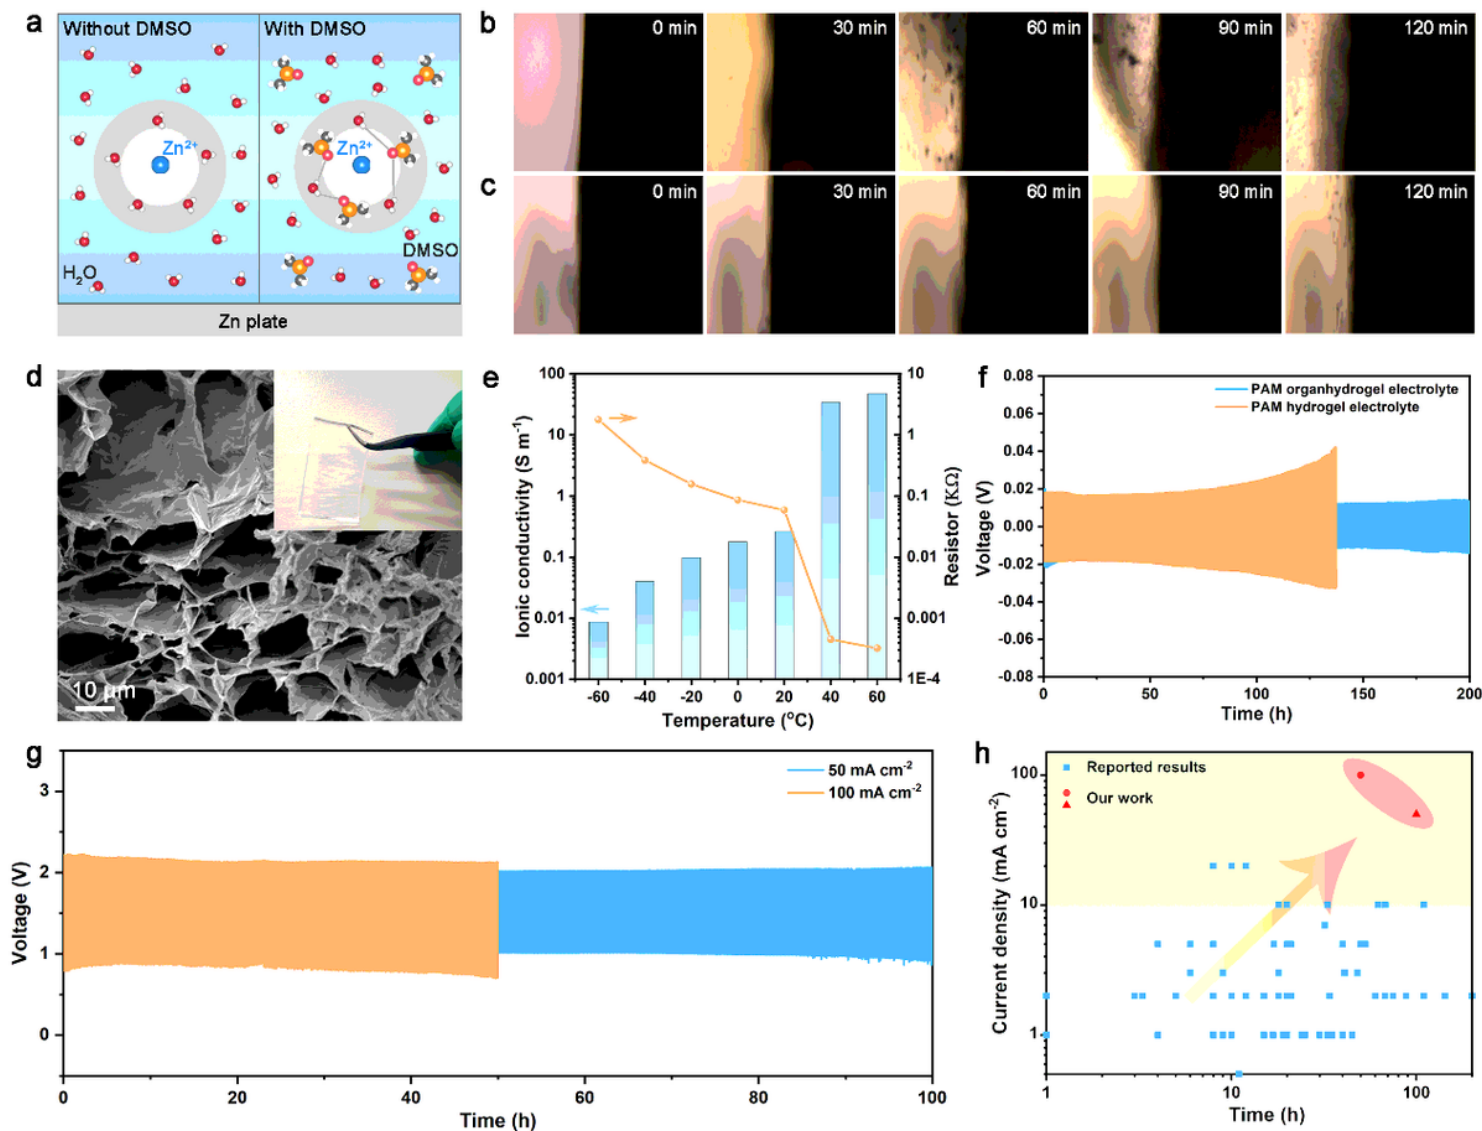 a
Without DMSO
With DMSO
Zn²⁺
Zn²⁺
DMSO
H₂O
Zn plate
b
0 min
30 min
60 min
90 min
120 min
c
0 min
30 min
60 min
90 min
120 min
d
10 μm
e
Ionic conductivity (S m⁻¹)
100
10
1
0.1
0.01
0.001
10
1
0.1
0.01
0.001
1E-4
Resistor (KΩ)
-60
-40
-20
0
20
40
60
Temperature (°C)
f
PAM organhydrogel electrolyte
PAM hydrogel electrolyte
Voltage (V)
0.08
0.06
0.04
0.02
0.00
-0.02
-0.04
-0.06
-0.08
0
50
100
150
200
Time (h)
g
50 mA cm⁻²
100 mA cm⁻²
Voltage (V)
3
2
1
0
0
20
40
60
80
100
Time (h)
h
Reported results
Our work
Current density (mA cm⁻²)
100
10
1
1
10
100
Time (h)